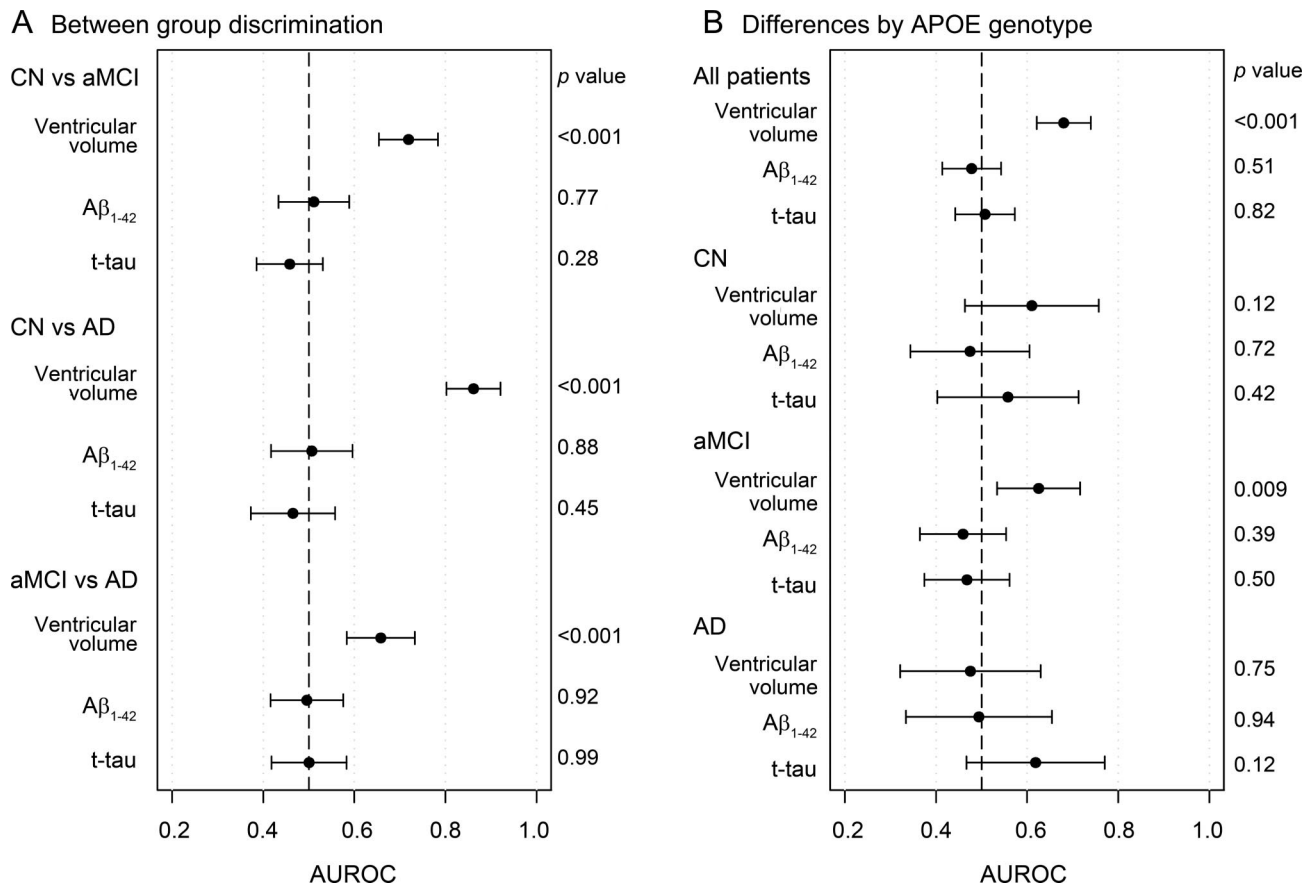 A Between group discrimination
CN vs aMCI
p value
Ventricular
volume
<0.001
Aβ1-42
0.77
t-tau
0.28
CN vs AD
Ventricular
volume
<0.001
Aβ1-42
0.88
t-tau
0.45
aMCI vs AD
Ventricular
volume
<0.001
Aβ1-42
0.92
t-tau
0.99
0.2 0.4 0.6 0.8 1.0
AUROC
B Differences by APOE genotype
All patients
p value
Ventricular
volume
<0.001
Aβ1-42
0.51
t-tau
0.82
CN
Ventricular
volume
0.12
Aβ1-42
0.72
t-tau
0.42
aMCI
Ventricular
volume
0.009
Aβ1-42
0.39
t-tau
0.50
AD
Ventricular
volume
0.75
Aβ1-42
0.94
t-tau
0.12
0.2 0.4 0.6 0.8 1.0
AUROC